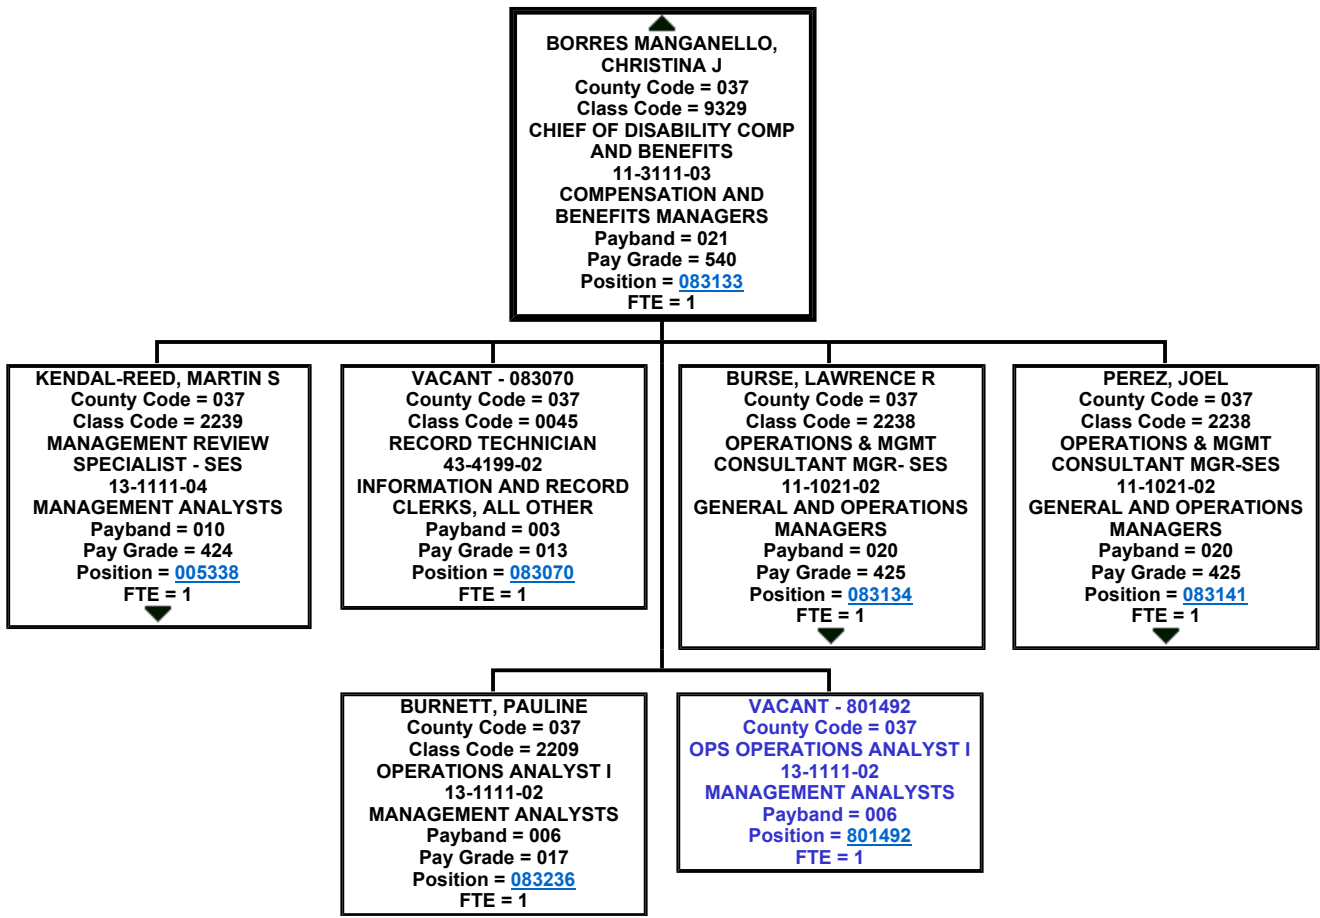 BORRES MANGANELLO,
CHRISTINA J
County Code = 037
Class Code = 9329
CHIEF OF DISABILITY COMP
AND BENEFITS
11-3111-03
COMPENSATION AND
BENEFITS MANAGERS
Payband = 021
Pay Grade = 540
Position = 083133
FTE = 1
KENDAL-REED, MARTIN S
County Code = 037
Class Code = 2239
MANAGEMENT REVIEW
SPECIALIST - SES
13-1111-04
MANAGEMENT ANALYSTS
Payband = 010
Pay Grade = 424
Position = 005338
FTE = 1
VACANT - 083070
County Code = 037
Class Code = 0045
RECORD TECHNICIAN
43-4199-02
INFORMATION AND RECORD
CLERKS, ALL OTHER
Payband = 003
Pay Grade = 013
Position = 083070
FTE = 1
BURSE, LAWRENCE R
County Code = 037
Class Code = 2238
OPERATIONS & MGMT
CONSULTANT MGR- SES
11-1021-02
GENERAL AND OPERATIONS
MANAGERS
Payband = 020
Pay Grade = 425
Position = 083134
FTE = 1
PEREZ, JOEL
County Code = 037
Class Code = 2238
OPERATIONS & MGMT
CONSULTANT MGR-SES
11-1021-02
GENERAL AND OPERATIONS
MANAGERS
Payband = 020
Pay Grade = 425
Position = 083141
FTE = 1
BURNETT, PAULINE
County Code = 037
Class Code = 2209
OPERATIONS ANALYST I
13-1111-02
MANAGEMENT ANALYSTS
Payband = 006
Pay Grade = 017
Position = 083236
FTE = 1
VACANT - 801492
County Code = 037
OPS OPERATIONS ANALYST I
13-1111-02
MANAGEMENT ANALYSTS
Payband = 006
Position = 801492
FTE = 1